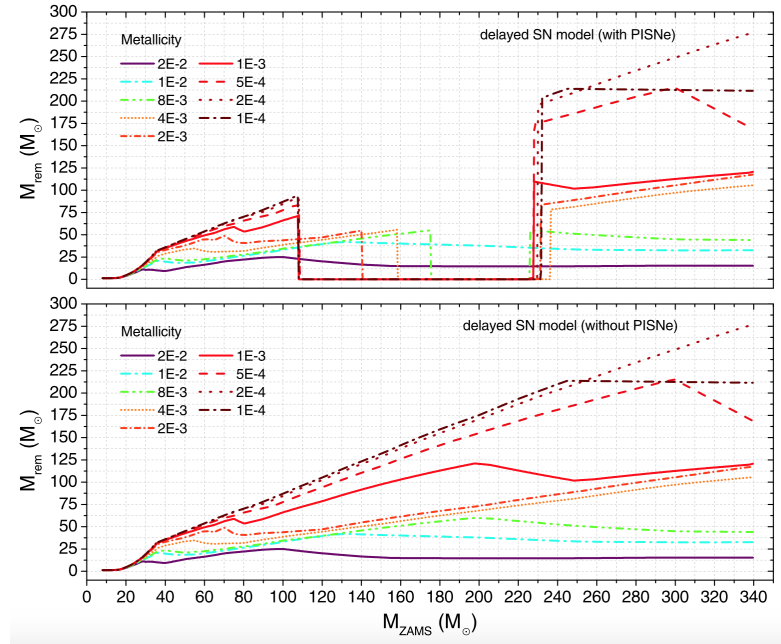 300
275
250
225
200
175
150
125
100
75
50
25
0
M_rem (M_⊙)
delayed SN model (with PISNe)
Metallicity
2E-2 1E-3
1E-2 5E-4
8E-3 2E-4
4E-3 1E-4
2E-3
300
275
250
225
200
175
150
125
100
75
50
25
0
M_rem (M_⊙)
delayed SN model (without PISNe)
Metallicity
2E-2 1E-3
1E-2 5E-4
8E-3 2E-4
4E-3 1E-4
2E-3
0 20 40 60 80 100 120 140 160 180 200 220 240 260 280 300 320 340
M_ZAMS (M_⊙)